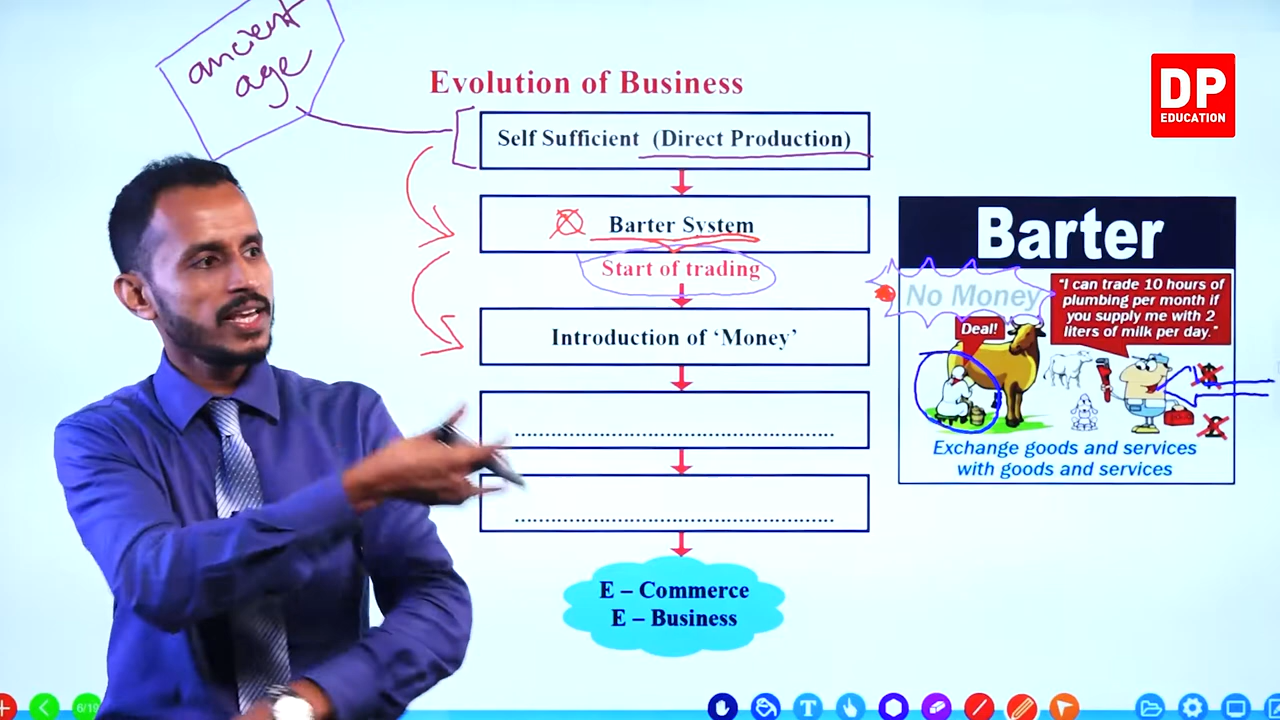 ancient
age
Evolution of Business
DP
EDUCATION
Self Sufficient (Direct Production)
Barter System
Start of trading
Introduction of ‘Money’
........................................................
........................................................
E – Commerce
E – Business
Barter
No Money
"I can trade 10 hours of
plumbing per month if
you supply me with 2
liters of milk per day."
Deal!
Exchange goods and services
with goods and services
6/19
T